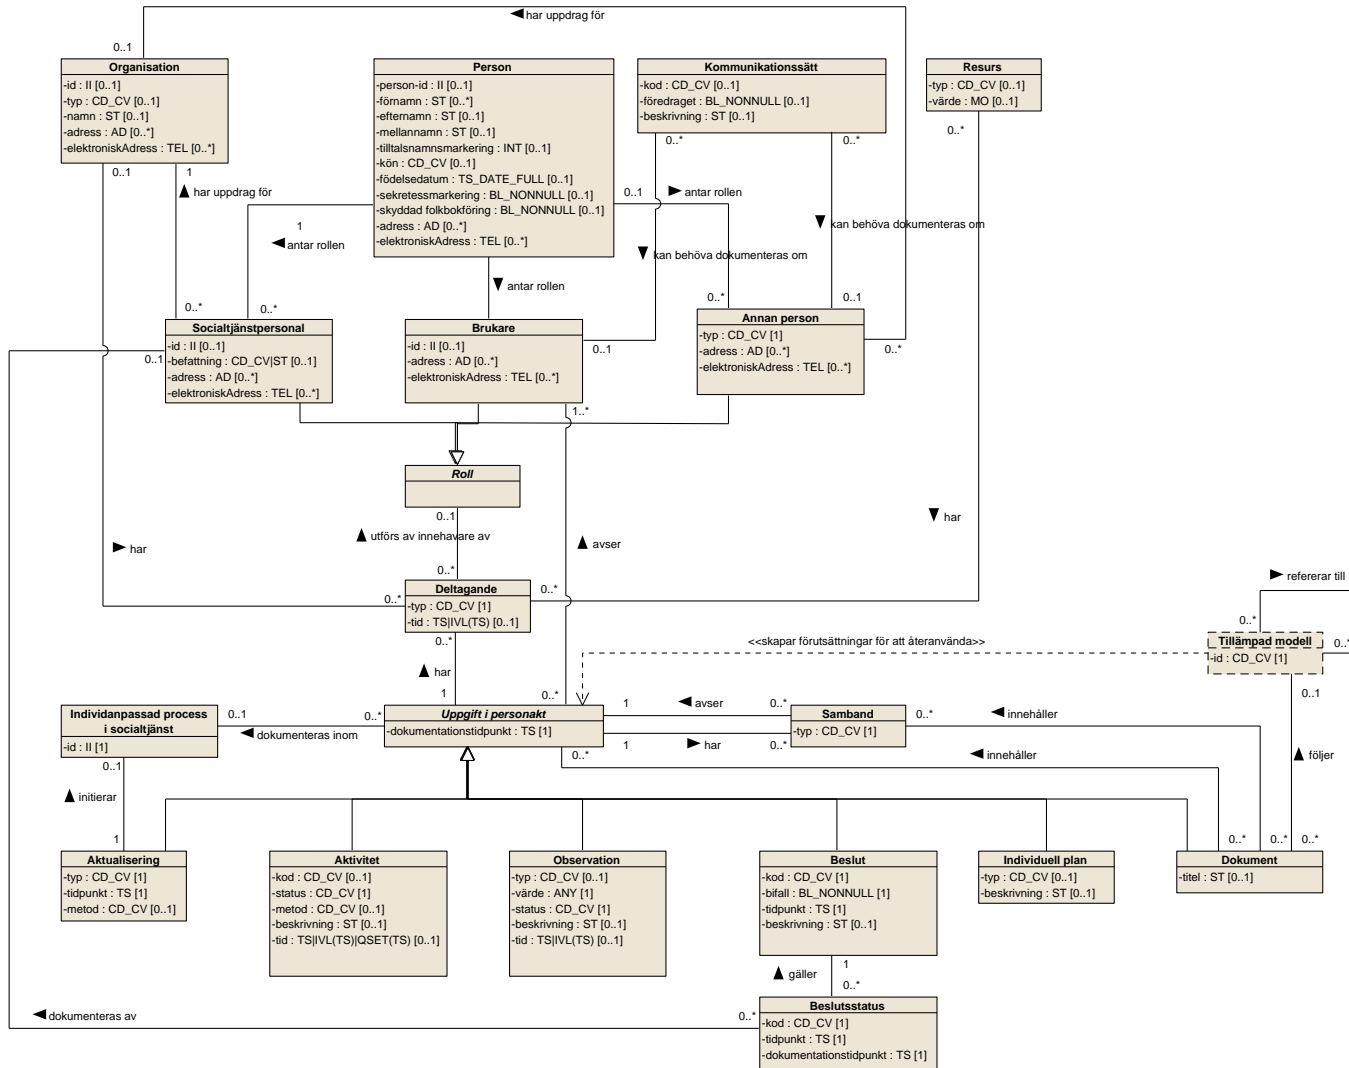 har uppdrag för
0..1
Organisation
-id : II [0..1]
-typ : CD_CV [0..1]
-namn : ST [0..1]
-adress : AD [0..*]
-elektroniskAdress : TEL [0..*]
Person
-person-id : II [0..1]
-förnamn : ST [0..*]
-efternamn : ST [0..*]
-mellannamn : ST [0..*]
-tilltalsnamnsmarkering : INT [0..1]
-kön : CD_CV [0..1]
-födelsedatum : TS_DATE_FULL [0..1]
-sekretessmarkering : BL_NONNULL [0..1]
-skyddad folkbokföring : BL_NONNULL [0..1]
-adress : AD [0..*]
-elektroniskAdress : TEL [0..*]
Kommunikationssätt
-kod : CD_CV [0..1]
-föredraget : BL_NONNULL [0..1]
-beskrivning : ST [0..1]
Resurs
-typ : CD_CV [0..1]
-värde : MO [0..1]
0..*
0..*
0..*
0..1
1
har uppdrag för
0..1
antar rollen
1
antar rollen
kan behöva dokumenteras om
kan behöva dokumenteras om
antar rollen
0..*
0..*
0..*
0..1
Socialtjänstpersonal
-id : II [0..1]
-befattning : CD_CV|ST [0..1]
-adress : AD [0..*]
-elektroniskAdress : TEL [0..*]
0..1
Brukare
-id : II [0..1]
-adress : AD [0..*]
-elektroniskAdress : TEL [0..*]
0..1
Annan person
-typ : CD_CV [1]
-adress : AD [0..*]
-elektroniskAdress : TEL [0..*]
0..*
1..*
Roll
0..1
utförs av innehavare av
har
avser
har
0..*
0..*
Deltagande
-typ : CD_CV [1]
-tid : TS|IVL(TS) [0..1]
0..*
0..*
har
1
refererar till
0..*
<<skapar förutsättningar för att återanvända>>
Tillämpad modell
-id : CD_CV [1]
0..*
0..1
Individanpassad process
i socialtjänst
-id : II [1]
0..1
0..*
dokumenteras inom
0..*
Uppgift i personakt
-dokumentationstidpunkt : TS [1]
0..*
1
avser
0..*
1
har
0..*
Samband
-typ : CD_CV [1]
0..*
innehåller
innehåller
följer
0..1
initierar
1
0..*
0..*
0..*
Aktualisering
-typ : CD_CV [1]
-tidpunkt : TS [1]
-metod : CD_CV [0..1]
Aktivitet
-kod : CD_CV [0..1]
-status : CD_CV [1]
-metod : CD_CV [0..1]
-beskrivning : ST [0..1]
-tid : TS|IVL(TS)|QSET(TS) [0..1]
Observation
-typ : CD_CV [0..1]
-värde : ANY [1]
-status : CD_CV [1]
-beskrivning : ST [0..1]
-tid : TS|IVL(TS) [0..1]
Beslut
-kod : CD_CV [1]
-bifall : BL_NONNULL [1]
-tidpunkt : TS [1]
-beskrivning : ST [0..1]
Individuell plan
-typ : CD_CV [0..1]
-beskrivning : ST [0..1]
Dokument
-titel : ST [0..1]
1
gäller
0..*
dokumenteras av
0..*
Beslutsstatus
-kod : CD_CV [1]
-tidpunkt : TS [1]
-dokumentationstidpunkt : TS [1]